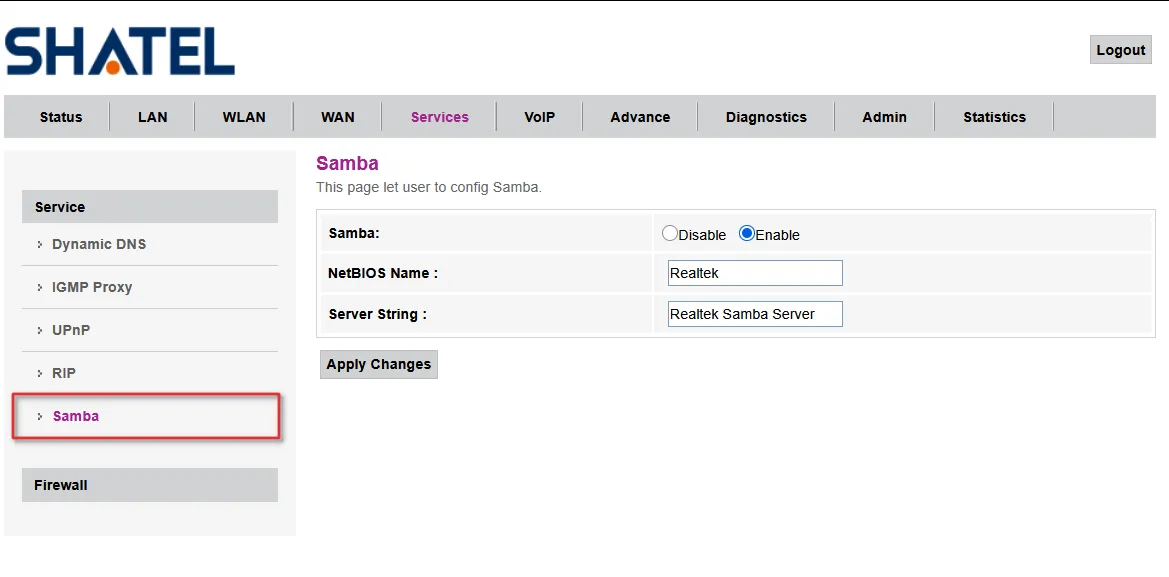 SHATEL
Logout
Status LAN WLAN WAN Services VoIP Advance Diagnostics Admin Statistics
Service
Dynamic DNS
IGMP Proxy
UPnP
RIP
Samba
Firewall
Samba
This page let user to config Samba.
Samba: Disable Enable
NetBIOS Name : Realtek
Server String : Realtek Samba Server
Apply Changes